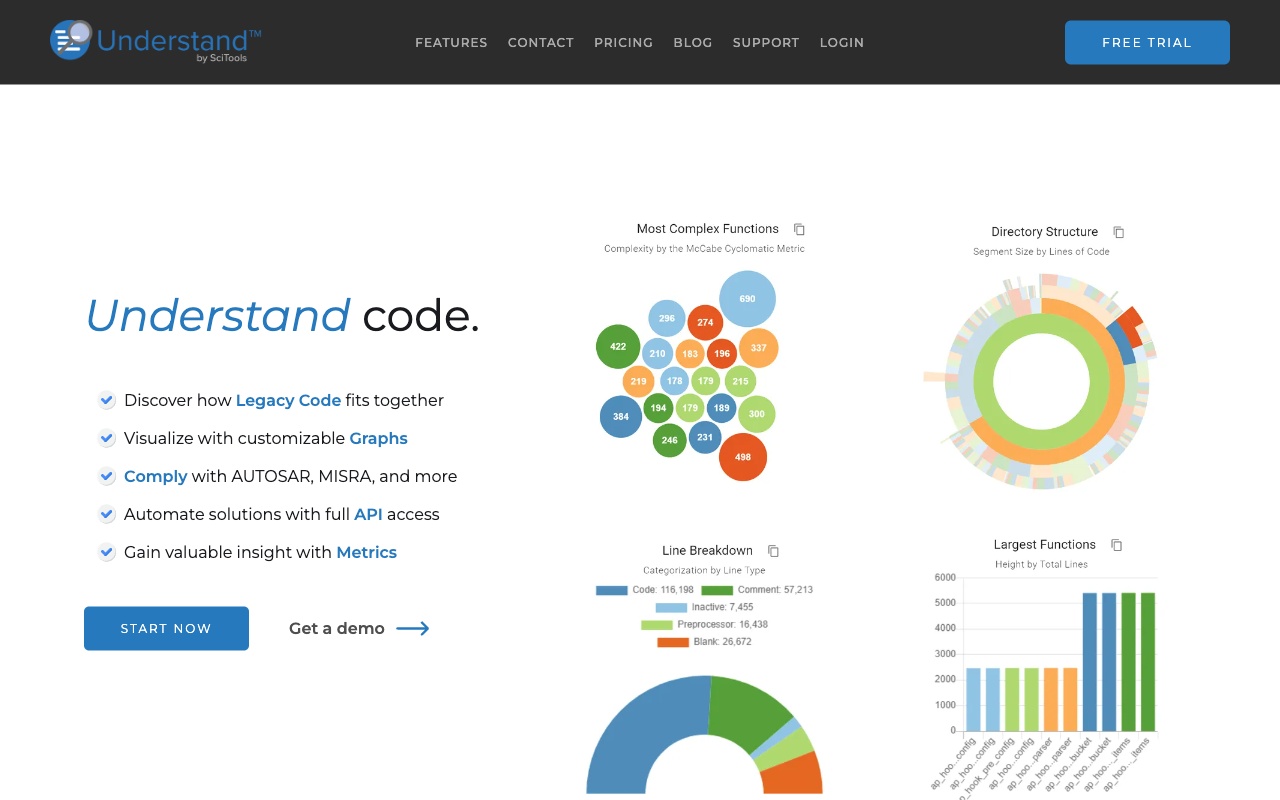 Understand™
by SciTools
FEATURES
CONTACT
PRICING
BLOG
SUPPORT
LOGIN
FREE TRIAL
Understand code.
Discover how Legacy Code fits together
Visualize with customizable Graphs
Comply with AUTOSAR, MISRA, and more
Automate solutions with full API access
Gain valuable insight with Metrics
START NOW
Get a demo
Most Complex Functions
Complexity by the McCabe Cyclomatic Metric
690
296
274
422
210
183
196
337
219
178
179
215
384
194
179
189
300
246
231
498
Directory Structure
Segment Size by Lines of Code
Line Breakdown
Categorization by Line Type
Code: 116,198
Comment: 57,213
Inactive: 7,455
Preprocessor: 16,438
Blank: 26,672
Largest Functions
Height by Total Lines
6000
5000
4000
3000
2000
1000
0
ap_hoo...config
ap_hoo...config
ap_hook_pre_config
ap_hoo...config
ap_hoo...parser
ap_hoo...parser
ap_hoo...bucket
ap_hoo...bucket
ap_hoo..._items
ap_hoo..._items